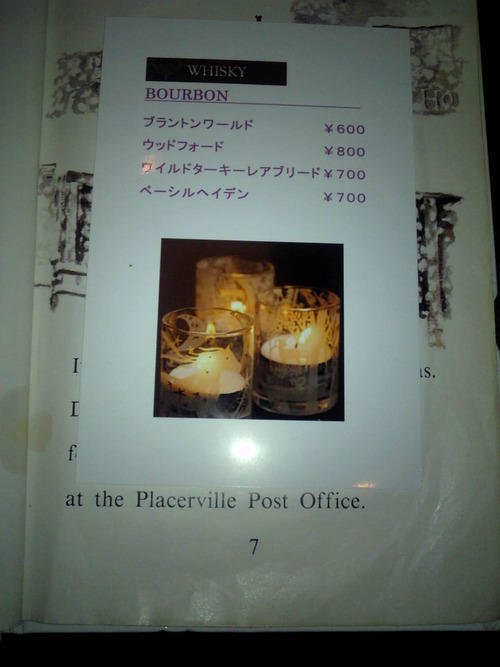 WHISKY
BOURBON
ブラントンワールド ￥600
ウッドフォード ￥800
ワイルドターキーレアブリード ￥700
ベーシルヘイデン ￥700
at the Placerville Post Office.
7